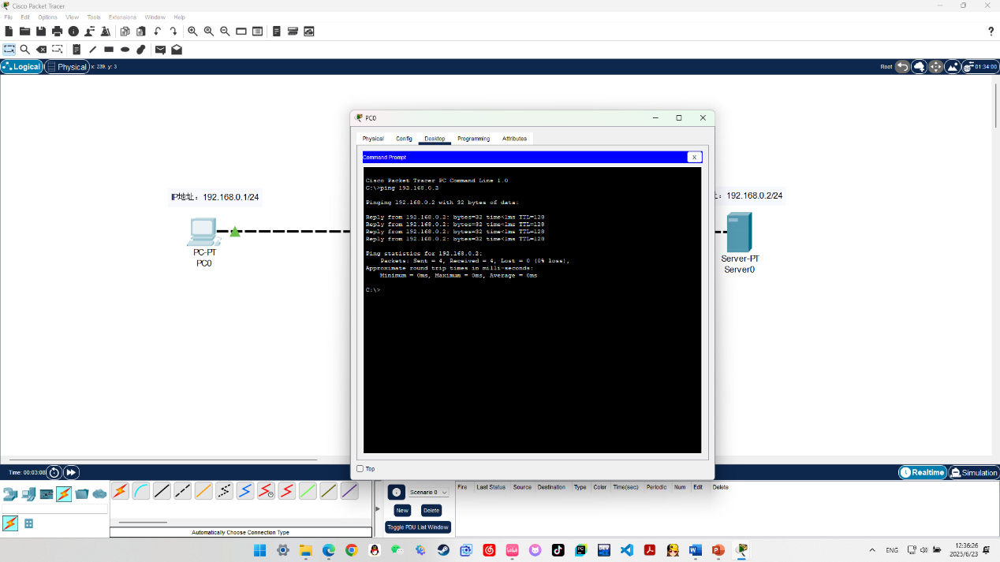 Cisco Packet Tracer
File Edit Options View Tools Extensions Window Help
?
Logical Physical x: 239, y: 3 Root 01:34:00
PC0
Physical Config Desktop Programming Attributes
Command Prompt X
Cisco Packet Tracer PC Command Line 1.0
C:\>ping 192.168.0.2
Pinging 192.168.0.2 with 32 bytes of data:
Reply from 192.168.0.2: bytes=32 time<1ms TTL=128
Reply from 192.168.0.2: bytes=32 time<1ms TTL=128
Reply from 192.168.0.2: bytes=32 time<1ms TTL=128
Reply from 192.168.0.2: bytes=32 time<1ms TTL=128
Ping statistics for 192.168.0.2:
Packets: Sent = 4, Received = 4, Lost = 0 (0% loss),
Approximate round trip times in milli-seconds:
Minimum = 0ms, Maximum = 0ms, Average = 0ms
C:\>
Top
IP地址：192.168.0.1/24
PC-PT
PC0
：192.168.0.2/24
Server-PT
Server0
Time: 00:03:08 Realtime Simulation
Scenario 0
New Delete
Toggle PDU List Window
Fire Last Status Source Destination Type Color Time(sec) Periodic Num Edit Delete
Automatically Choose Connection Type
ENG 12:36:26
2025/6/23